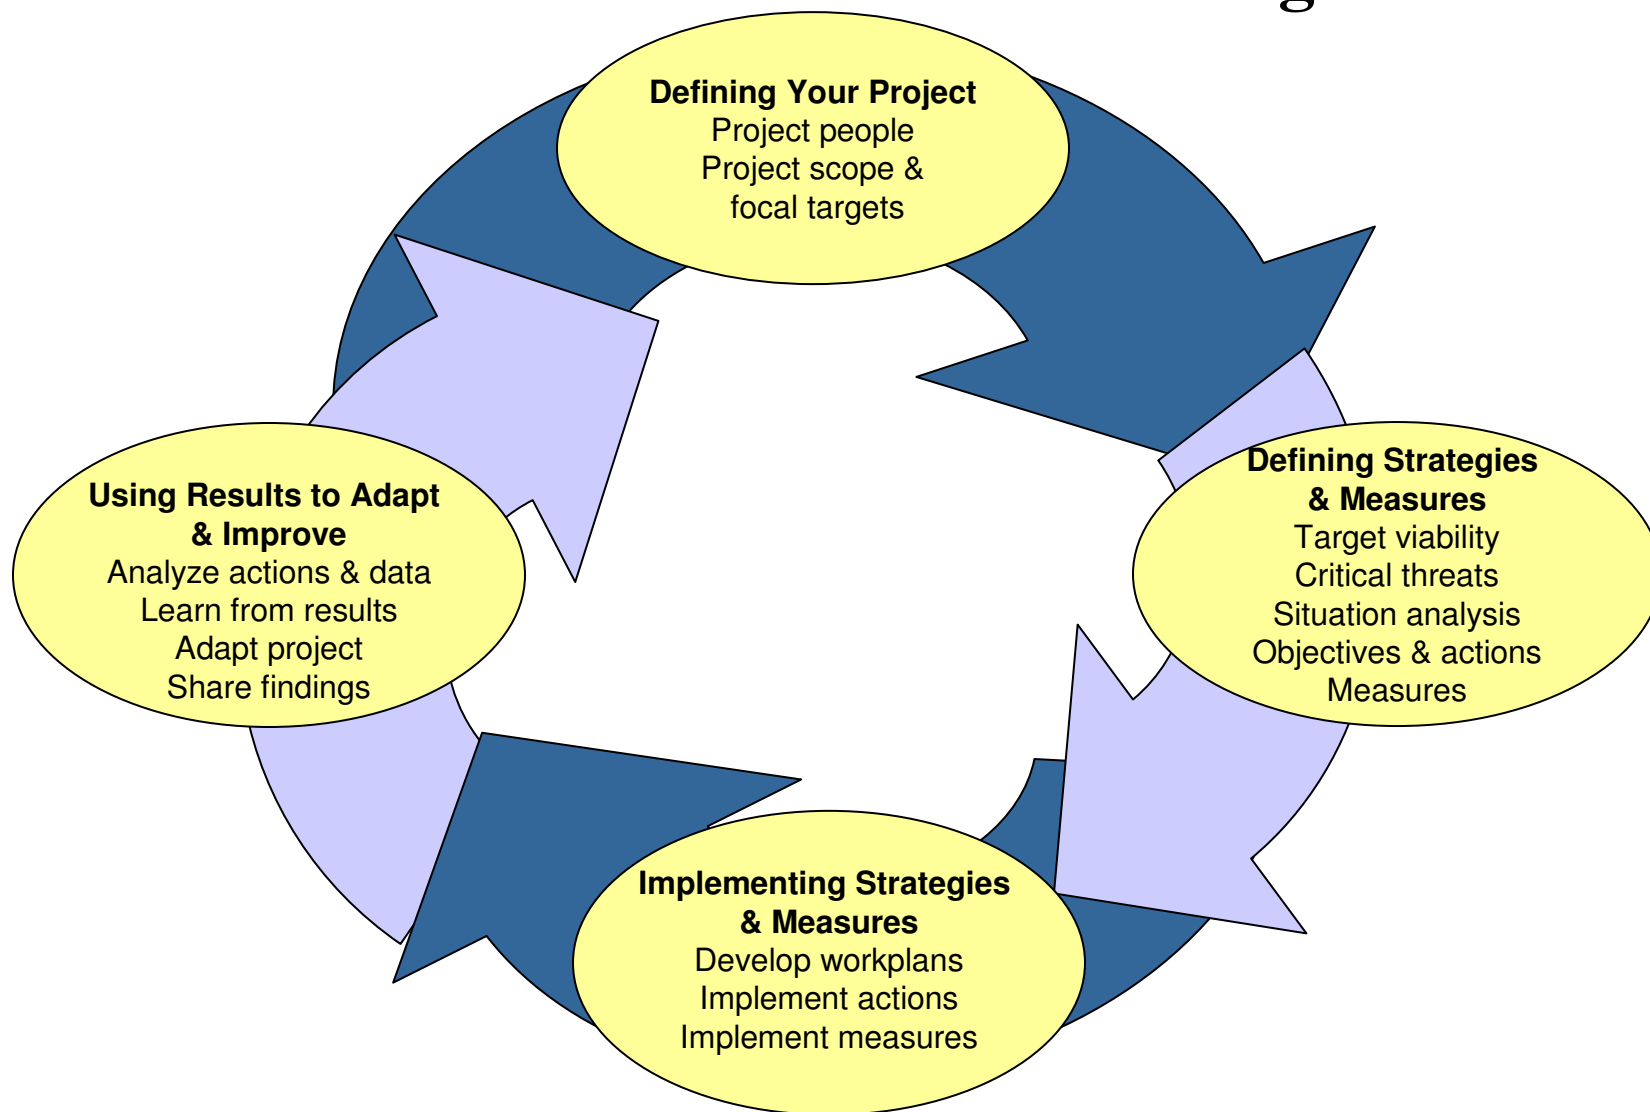 Defining Your Project
Project people
Project scope &
focal targets
Defining Strategies
& Measures
Target viability
Critical threats
Situation analysis
Objectives & actions
Measures
Implementing Strategies
& Measures
Develop workplans
Implement actions
Implement measures
Using Results to Adapt
& Improve
Analyze actions & data
Learn from results
Adapt project
Share findings